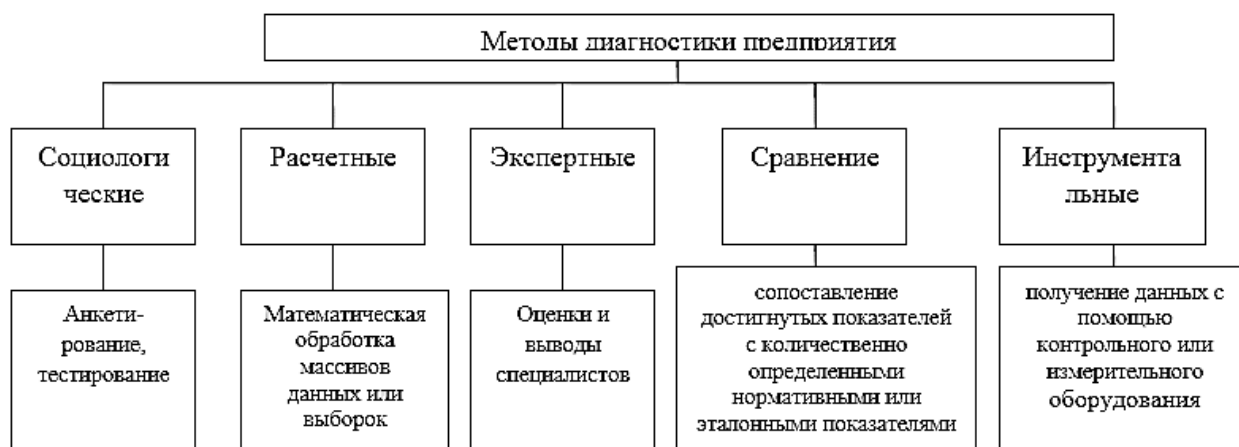 Методы диагностики предприятия
Социологи
ческие
Расчетные
Экспертные
Сравнение
Инструмента
льные
Анкети-
рование,
тестирование
Математическая
обработка
массивов
данных или
выборок
Оценки и
выводы
специалистов
сопоставление
достигнутых показателей
с количественно
определенными
нормативными или
эталонными показателями
получение данных с
помощью
контрольного или
измерительного
оборудования